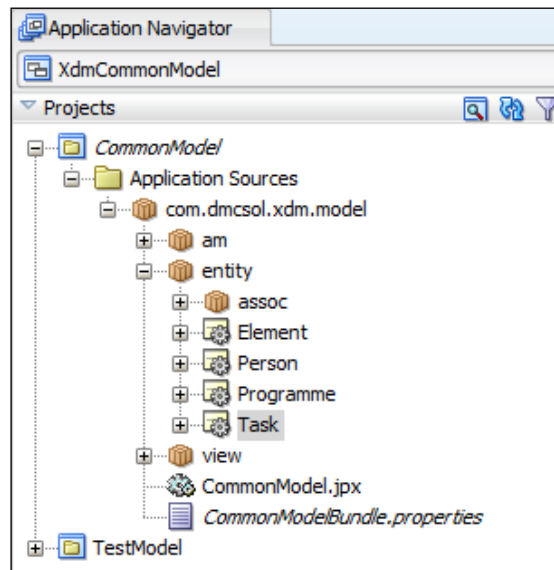 Application Navigator
XdmCommonModel
Projects
CommonModel
Application Sources
com.dmcsol.xdm.model
am
entity
assoc
Element
Person
Programme
Task
view
CommonModel.jpx
CommonModelBundle.properties
TestModel